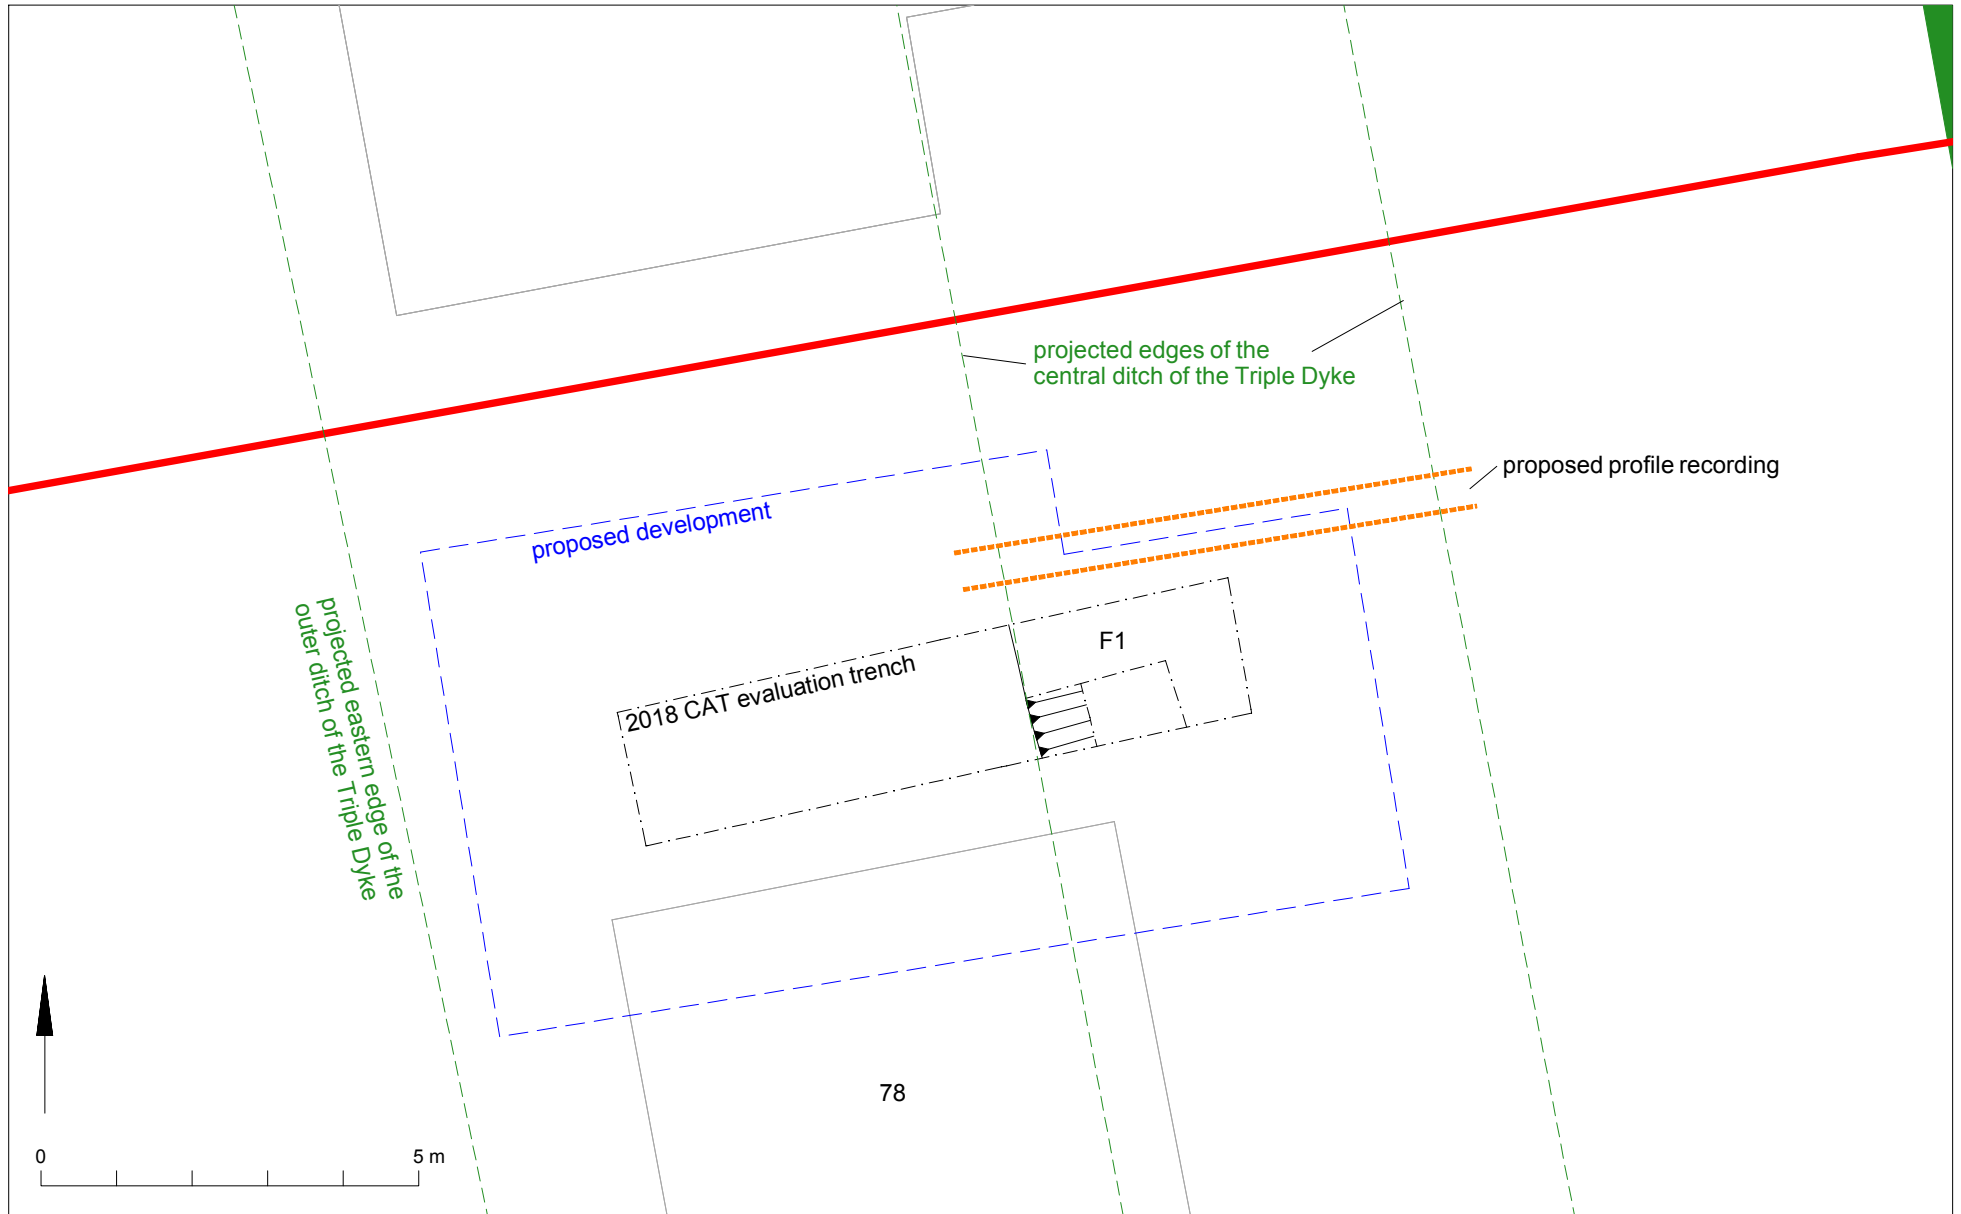 projected edges of the
central ditch of the Triple Dyke
proposed profile recording
proposed development
projected eastern edge of the
outer ditch of the Triple Dyke
F1
2018 CAT evaluation trench
78
0
5 m